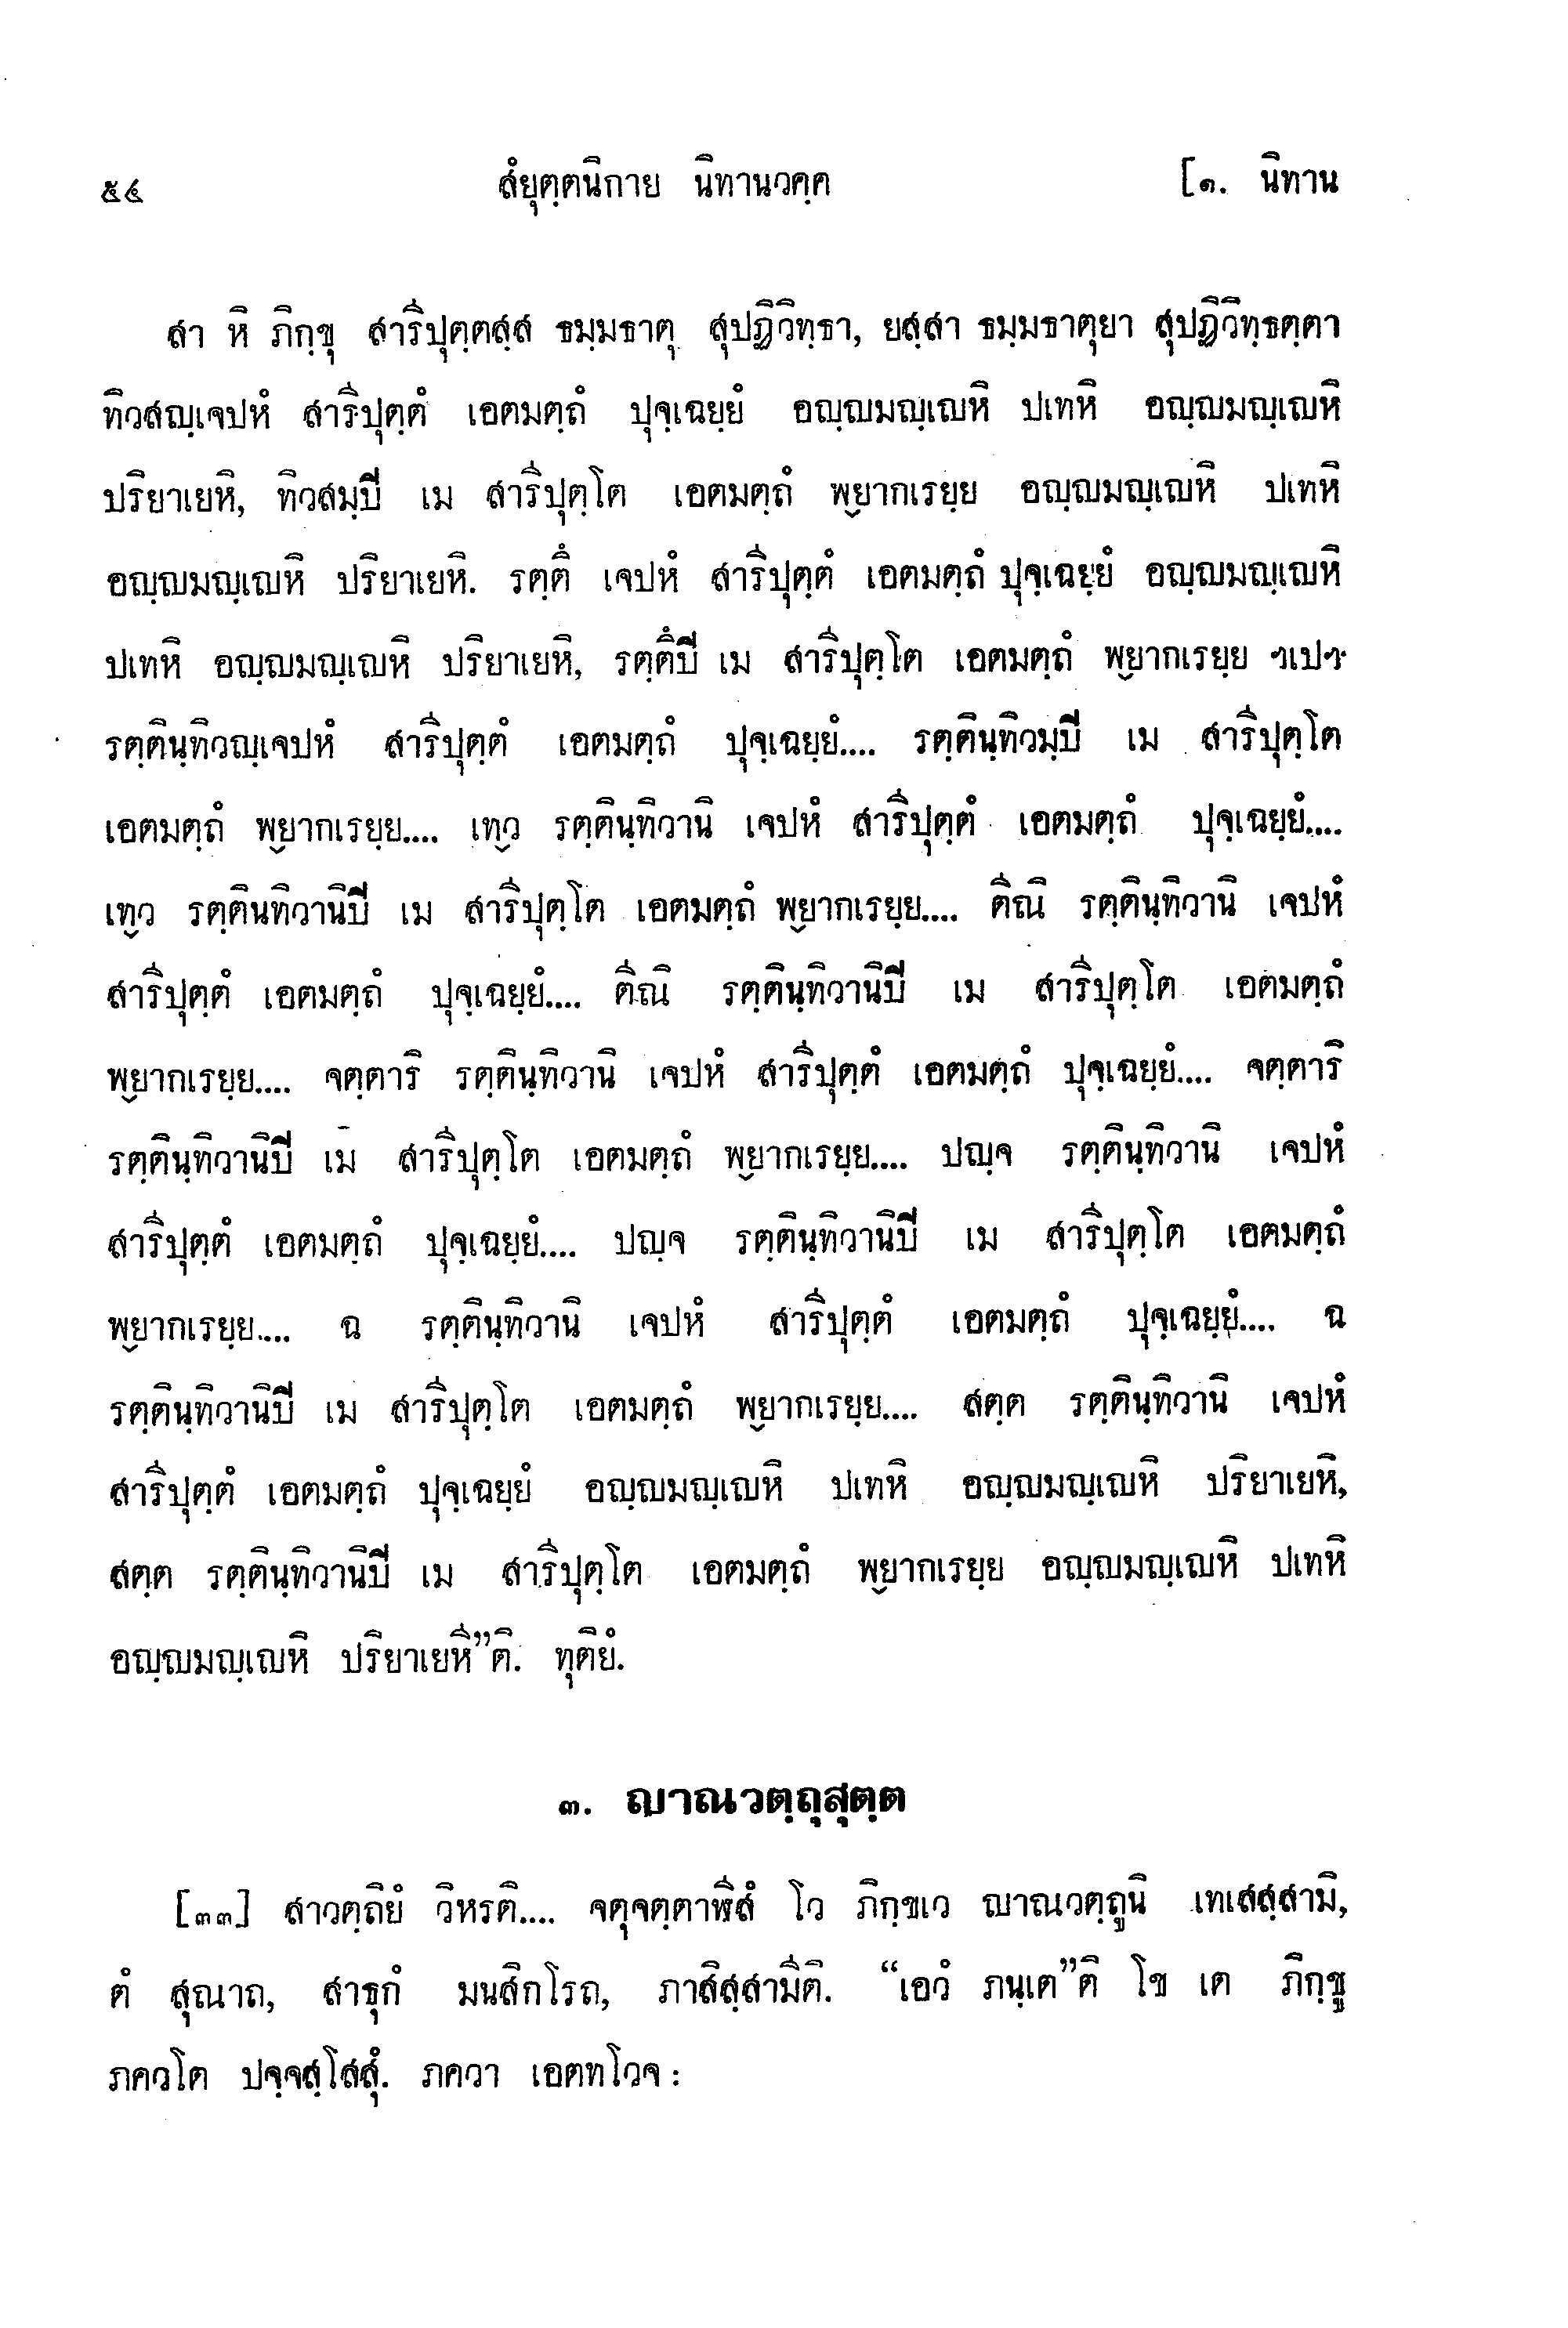 ๕๔ สํยุตฺตนิกาย นิทานวคฺค [๑. นิทาน
สา หิ ภิกฺขุ สารีปุตฺตสฺส ธมฺมธาตุ สุปฏิวิทฺธา, ยสฺสา ธมฺมธาตุยา สุปฏิวิทฺธตฺตา
ทิวสญฺเจปหํ สารีปุตฺตํ เอตมตฺถํ ปุจฺเฉยฺยํ อญฺญมญฺเญหิ ปเทหิ อญฺญมญฺเญหิ
ปริยาเยหิ, ทิวสมฺปิ เม สารีปุตฺโต เอตมตฺถํ พฺยากเรยฺย อญฺญมญฺเญหิ ปเทหิ
อญฺญมญฺเญหิ ปริยาเยหิ. รตฺตึ เจปหํ สารีปุตฺตํ เอตมตฺถํ ปุจฺเฉยฺยํ อญฺญมญฺเญหิ
ปเทหิ อญฺญมญฺเญหิ ปริยาเยหิ, รตฺตึปิ เม สารีปุตฺโต เอตมตฺถํ พฺยากเรยฺย ฯเปฯ
รตฺตินฺทิวญฺเจปหํ สารีปุตฺตํ เอตมตฺถํ ปุจฺเฉยฺยํ.... รตฺตินฺทิวมฺปิ เม สารีปุตฺโต
เอตมตฺถํ พฺยากเรยฺย.... เทฺว รตฺตินฺทิวานิ เจปหํ สารีปุตฺตํ เอตมตฺถํ ปุจฺเฉยฺยํ....
เทฺว รตฺตินทิวานิปิ เม สารีปุตฺโต เอตมตฺถํ พฺยากเรยฺย.... ตีณิ รตฺตินฺทิวานิ เจปหํ
สารีปุตฺตํ เอตมตฺถํ ปุจฺเฉยฺยํ.... ตีณิ รตฺตินฺทิวานิปิ เม สารีปุตฺโต เอตมตฺถํ
พฺยากเรยฺย.... จตฺตาริ รตฺตินฺทิวานิ เจปหํ สารีปุตฺตํ เอตมตฺถํ ปุจฺเฉยฺยํ.... จตฺตาริ
รตฺตินฺทิวานิปิ เม สารีปุตฺโต เอตมตฺถํ พฺยากเรยฺย.... ปญฺจ รตฺตินฺทิวานิ เจปหํ
สารีปุตฺตํ เอตมตฺถํ ปุจฺเฉยฺยํ.... ปญฺจ รตฺตินฺทิวานิปิ เม สารีปุตฺโต เอตมตฺถํ
พฺยากเรยฺย.... ฉ รตฺตินฺทิวานิ เจปหํ สารีปุตฺตํ เอตมตฺถํ ปุจฺเฉยฺยํ.... ฉ
รตฺตินฺทิวานิปิ เม สารีปุตฺโต เอตมตฺถํ พฺยากเรยฺย.... สตฺต รตฺตินฺทิวานิ เจปหํ
สารีปุตฺตํ เอตมตฺถํ ปุจฺเฉยฺยํ อญฺญมญฺเญหิ ปเทหิ อญฺญมญฺเญหิ ปริยาเยหิ,
สตฺต รตฺตินฺทิวานิปิ เม สารีปุตฺโต เอตมตฺถํ พฺยากเรยฺย อญฺญมญฺเญหิ ปเทหิ
อญฺญมญฺเญหิ ปริยาเยหี”ติ. ทุติยํ.
๓. ญาณวตฺถุสุตฺต
[๓๓] สาวตฺถิยํ วิหรติ.... จตุจตฺตาฬีสํ โว ภิกฺขเว ญาณวตฺถูนิ เทเสสฺสามิ,
ตํ สุณาถ, สาธุกํ มนสิกโรถ, ภาสิสฺสามีติ. “เอวํ ภนฺเต”ติ โข เต ภิกฺขู
ภควโต ปจฺจสฺโสสุํ. ภควา เอตทโวจ :